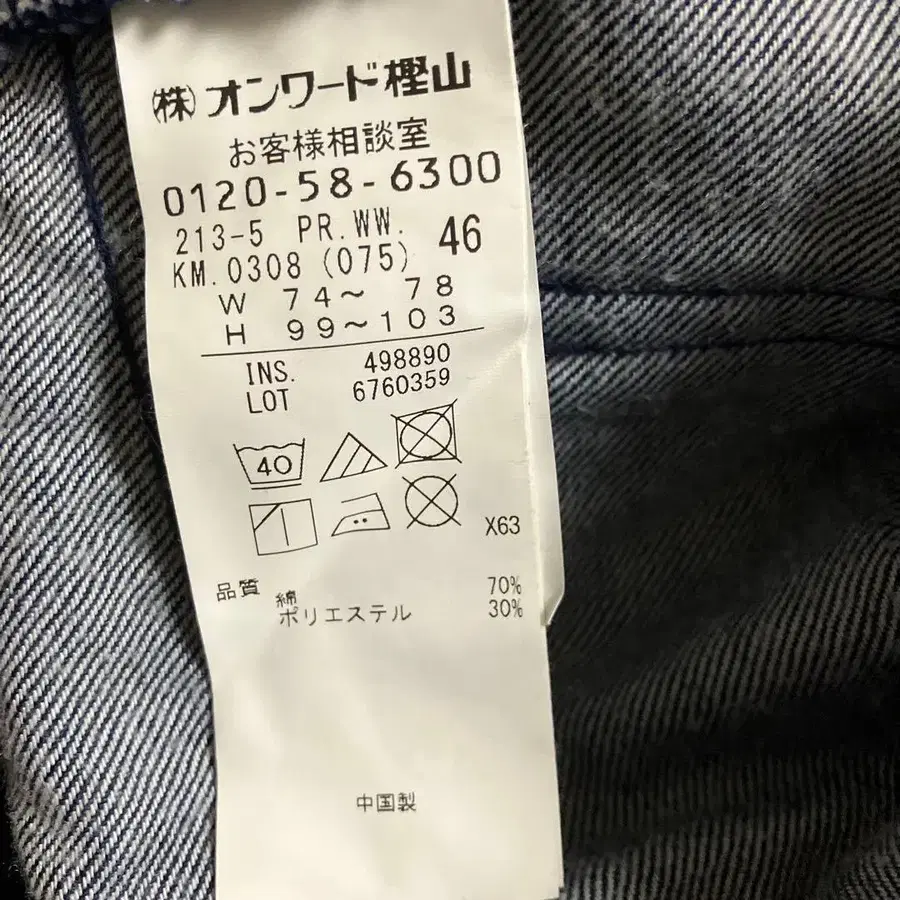 (株)オンワード樫山
お客様相談室
0120-58-6300
213-5 PR.WW. 46
KM.0308 (075)
W 74～ 78
H 99～103
INS. 498890
LOT 6760359
40
X63
品質 綿 70%
ポリエステル 30%
中国製